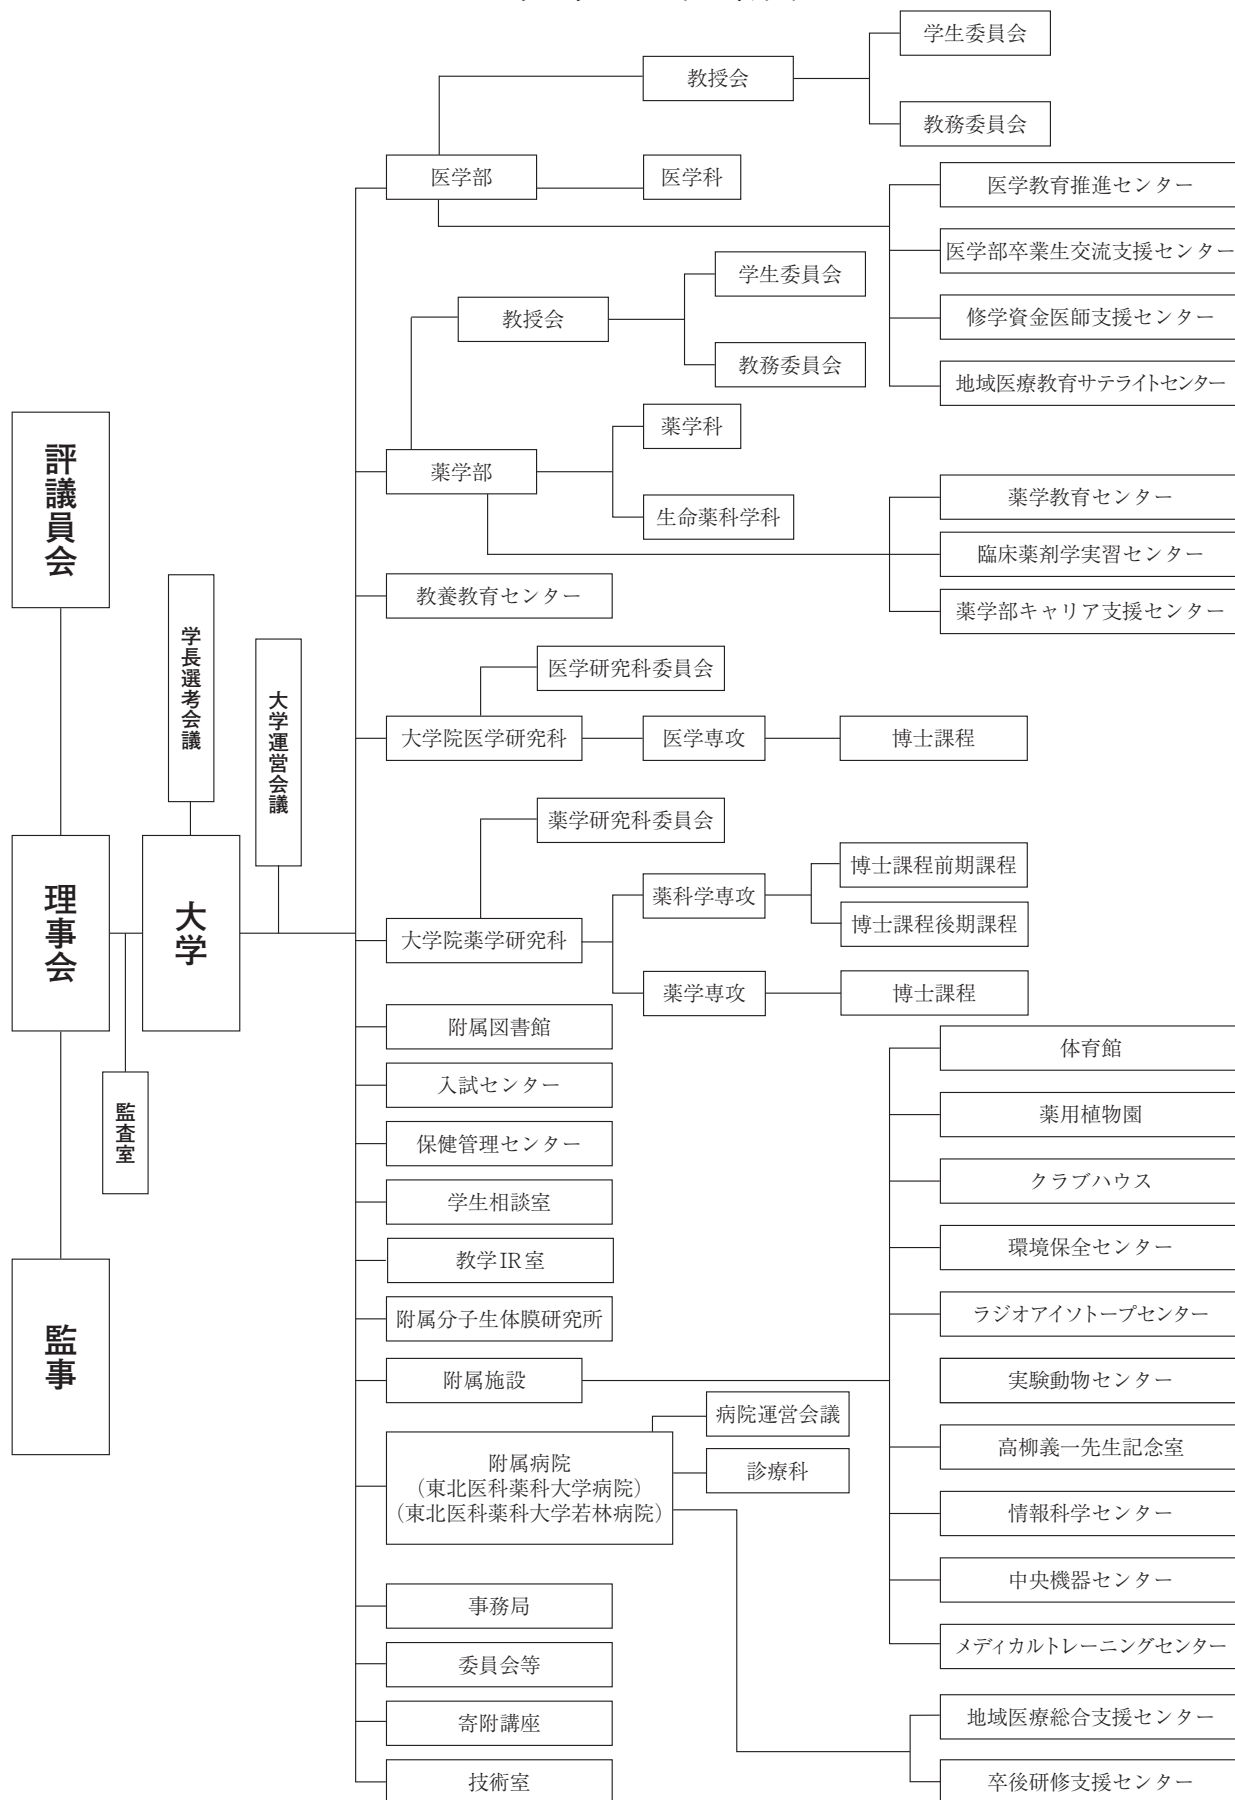 学生委員会
教授会
教務委員会
医学部
医学科
医学教育推進センター
医学部卒業生交流支援センター
修学資金医師支援センター
地域医療教育サテライトセンター
学生委員会
教授会
教務委員会
薬学科
薬学部
生命薬科学科
薬学教育センター
臨床薬剤学実習センター
薬学部キャリア支援センター
評議員会
学長選考会議
大学運営会議
教養教育センター
医学研究科委員会
大学院医学研究科
医学専攻
博士課程
薬学研究科委員会
理事会
大学
大学院薬学研究科
薬科学専攻
博士課程前期課程
博士課程後期課程
薬学専攻
博士課程
監査室
監事
附属図書館
入試センター
保健管理センター
学生相談室
教学IR室
附属分子生体膜研究所
附属施設
体育館
薬用植物園
クラブハウス
環境保全センター
ラジオアイソトープセンター
実験動物センター
高柳義一先生記念室
情報科学センター
中央機器センター
メディカルトレーニングセンター
病院運営会議
附属病院
(東北医科薬科大学病院)
(東北医科薬科大学若林病院)
診療科
地域医療総合支援センター
卒後研修支援センター
事務局
委員会等
寄附講座
技術室